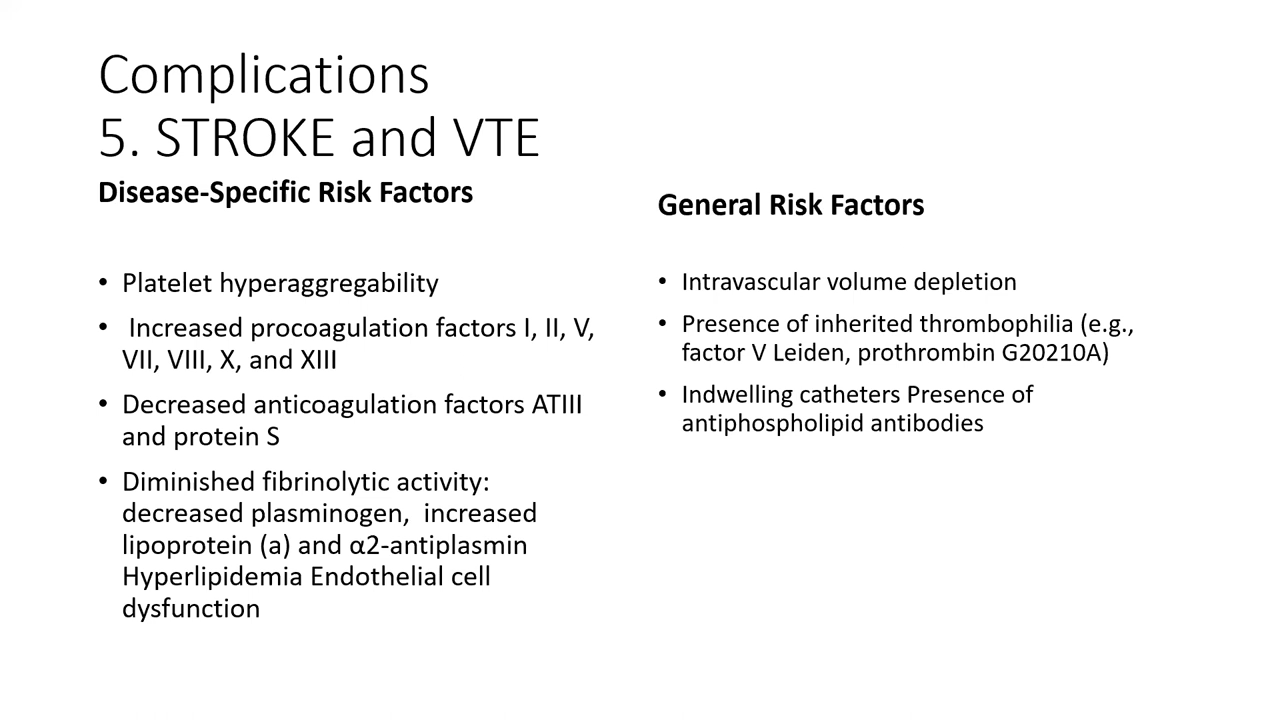 Complications
5. STROKE and VTE
Disease-Specific Risk Factors
• Platelet hyperaggregability
• Increased procoagulation factors I, II, V,
VII, VIII, X, and XIII
• Decreased anticoagulation factors ATIII
and protein S
• Diminished fibrinolytic activity:
decreased plasminogen, increased
lipoprotein (a) and α2-antiplasmin
Hyperlipidemia Endothelial cell
dysfunction
General Risk Factors
• Intravascular volume depletion
• Presence of inherited thrombophilia (e.g.,
factor V Leiden, prothrombin G20210A)
• Indwelling catheters Presence of
antiphospholipid antibodies